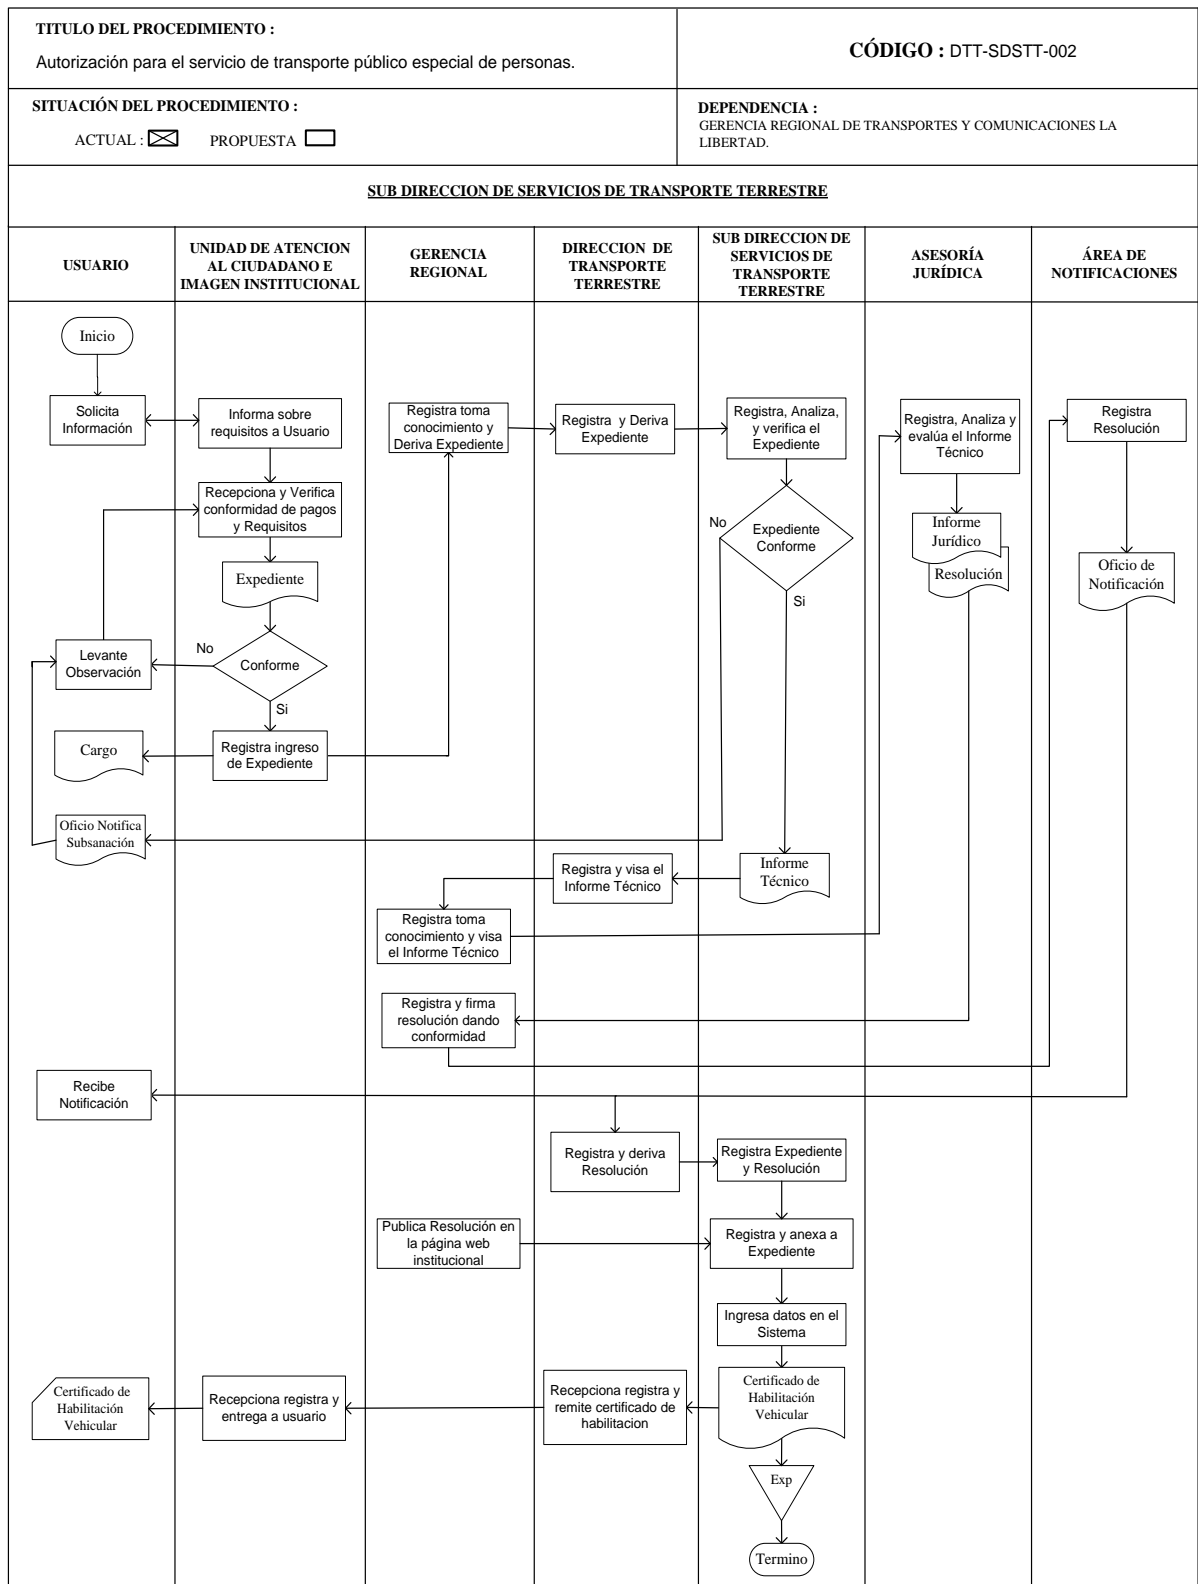 TITULO DEL PROCEDIMIENTO :
Autorización para el servicio de transporte público especial de personas.
CÓDIGO : DTT-SDSTT-002
SITUACIÓN DEL PROCEDIMIENTO :
ACTUAL : PROPUESTA
DEPENDENCIA :
GERENCIA REGIONAL DE TRANSPORTES Y COMUNICACIONES LA
LIBERTAD.
SUB DIRECCION DE SERVICIOS DE TRANSPORTE TERRESTRE
USUARIO
UNIDAD DE ATENCION
AL CIUDADANO E
IMAGEN INSTITUCIONAL
GERENCIA
REGIONAL
DIRECCION DE
TRANSPORTE
TERRESTRE
SUB DIRECCION DE
SERVICIOS DE
TRANSPORTE
TERRESTRE
ASESORÍA
JURÍDICA
ÁREA DE
NOTIFICACIONES
Inicio
Solicita
Información
Informa sobre
requisitos a Usuario
Registra toma
conocimiento y
Deriva Expediente
Registra y Deriva
Expediente
Registra, Analiza,
y verifica el
Expediente
Registra, Analiza y
evalúa el Informe
Técnico
Registra
Resolución
Recepciona y Verifica
conformidad de pagos
y Requisitos
No
Expediente
Conforme
Si
Informe
Jurídico
Resolución
Oficio de
Notificación
Expediente
Levante
Observación
No
Conforme
Si
Cargo
Registra ingreso
de Expediente
Oficio Notifica
Subsanación
Registra y visa el
Informe Técnico
Informe
Técnico
Registra toma
conocimiento y visa
el Informe Técnico
Registra y firma
resolución dando
conformidad
Recibe
Notificación
Registra y deriva
Resolución
Registra Expediente
y Resolución
Publica Resolución en
la página web
institucional
Registra y anexa a
Expediente
Ingresa datos en el
Sistema
Certificado de
Habilitación
Vehicular
Recepciona registra y
entrega a usuario
Recepciona registra y
remite certificado de
habilitacion
Certificado de
Habilitación
Vehicular
Exp
Termino